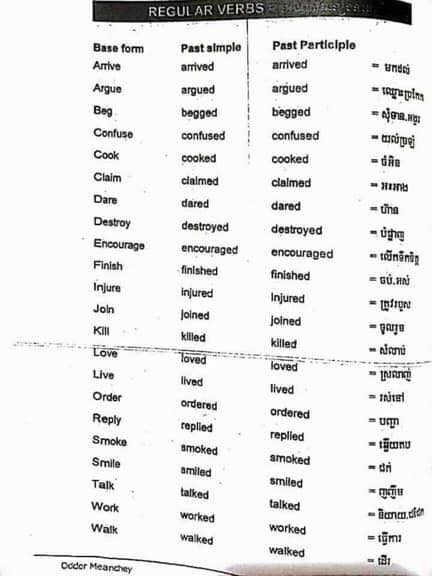 REGULAR VERBS
Base form Past simple Past Participle
Arrive arrived arrived = មកដល់
Argue argued argued = ឈ្លោះប្រកែក
Beg begged begged = សុំទាន,អង្វរ
Confuse confused confused = យល់ច្រឡំ
Cook cooked cooked = ចំអិន
Claim claimed claimed = អះអាង
Dare dared dared = ហ៊ាន
Destroy destroyed destroyed = បំផ្លាញ
Encourage encouraged encouraged = លើកទឹកចិត្ត
Finish finished finished = ចប់,អស់
Injure injured injured = ត្រូវរបួស
Join joined joined = ចូលរួម
Kill killed killed = សំលាប់
Love loved loved = ស្រលាញ់
Live lived lived = រស់នៅ
Order ordered ordered = បញ្ជា
Reply replied replied = ឆ្លើយតប
Smoke smoked smoked = ជក់
Smile smiled smiled = ញញឹម
Talk talked talked = និយាយ,ជជែក
Work worked worked = ធ្វើការ
Walk walked walked = ដើរ
Oddor Meanchey